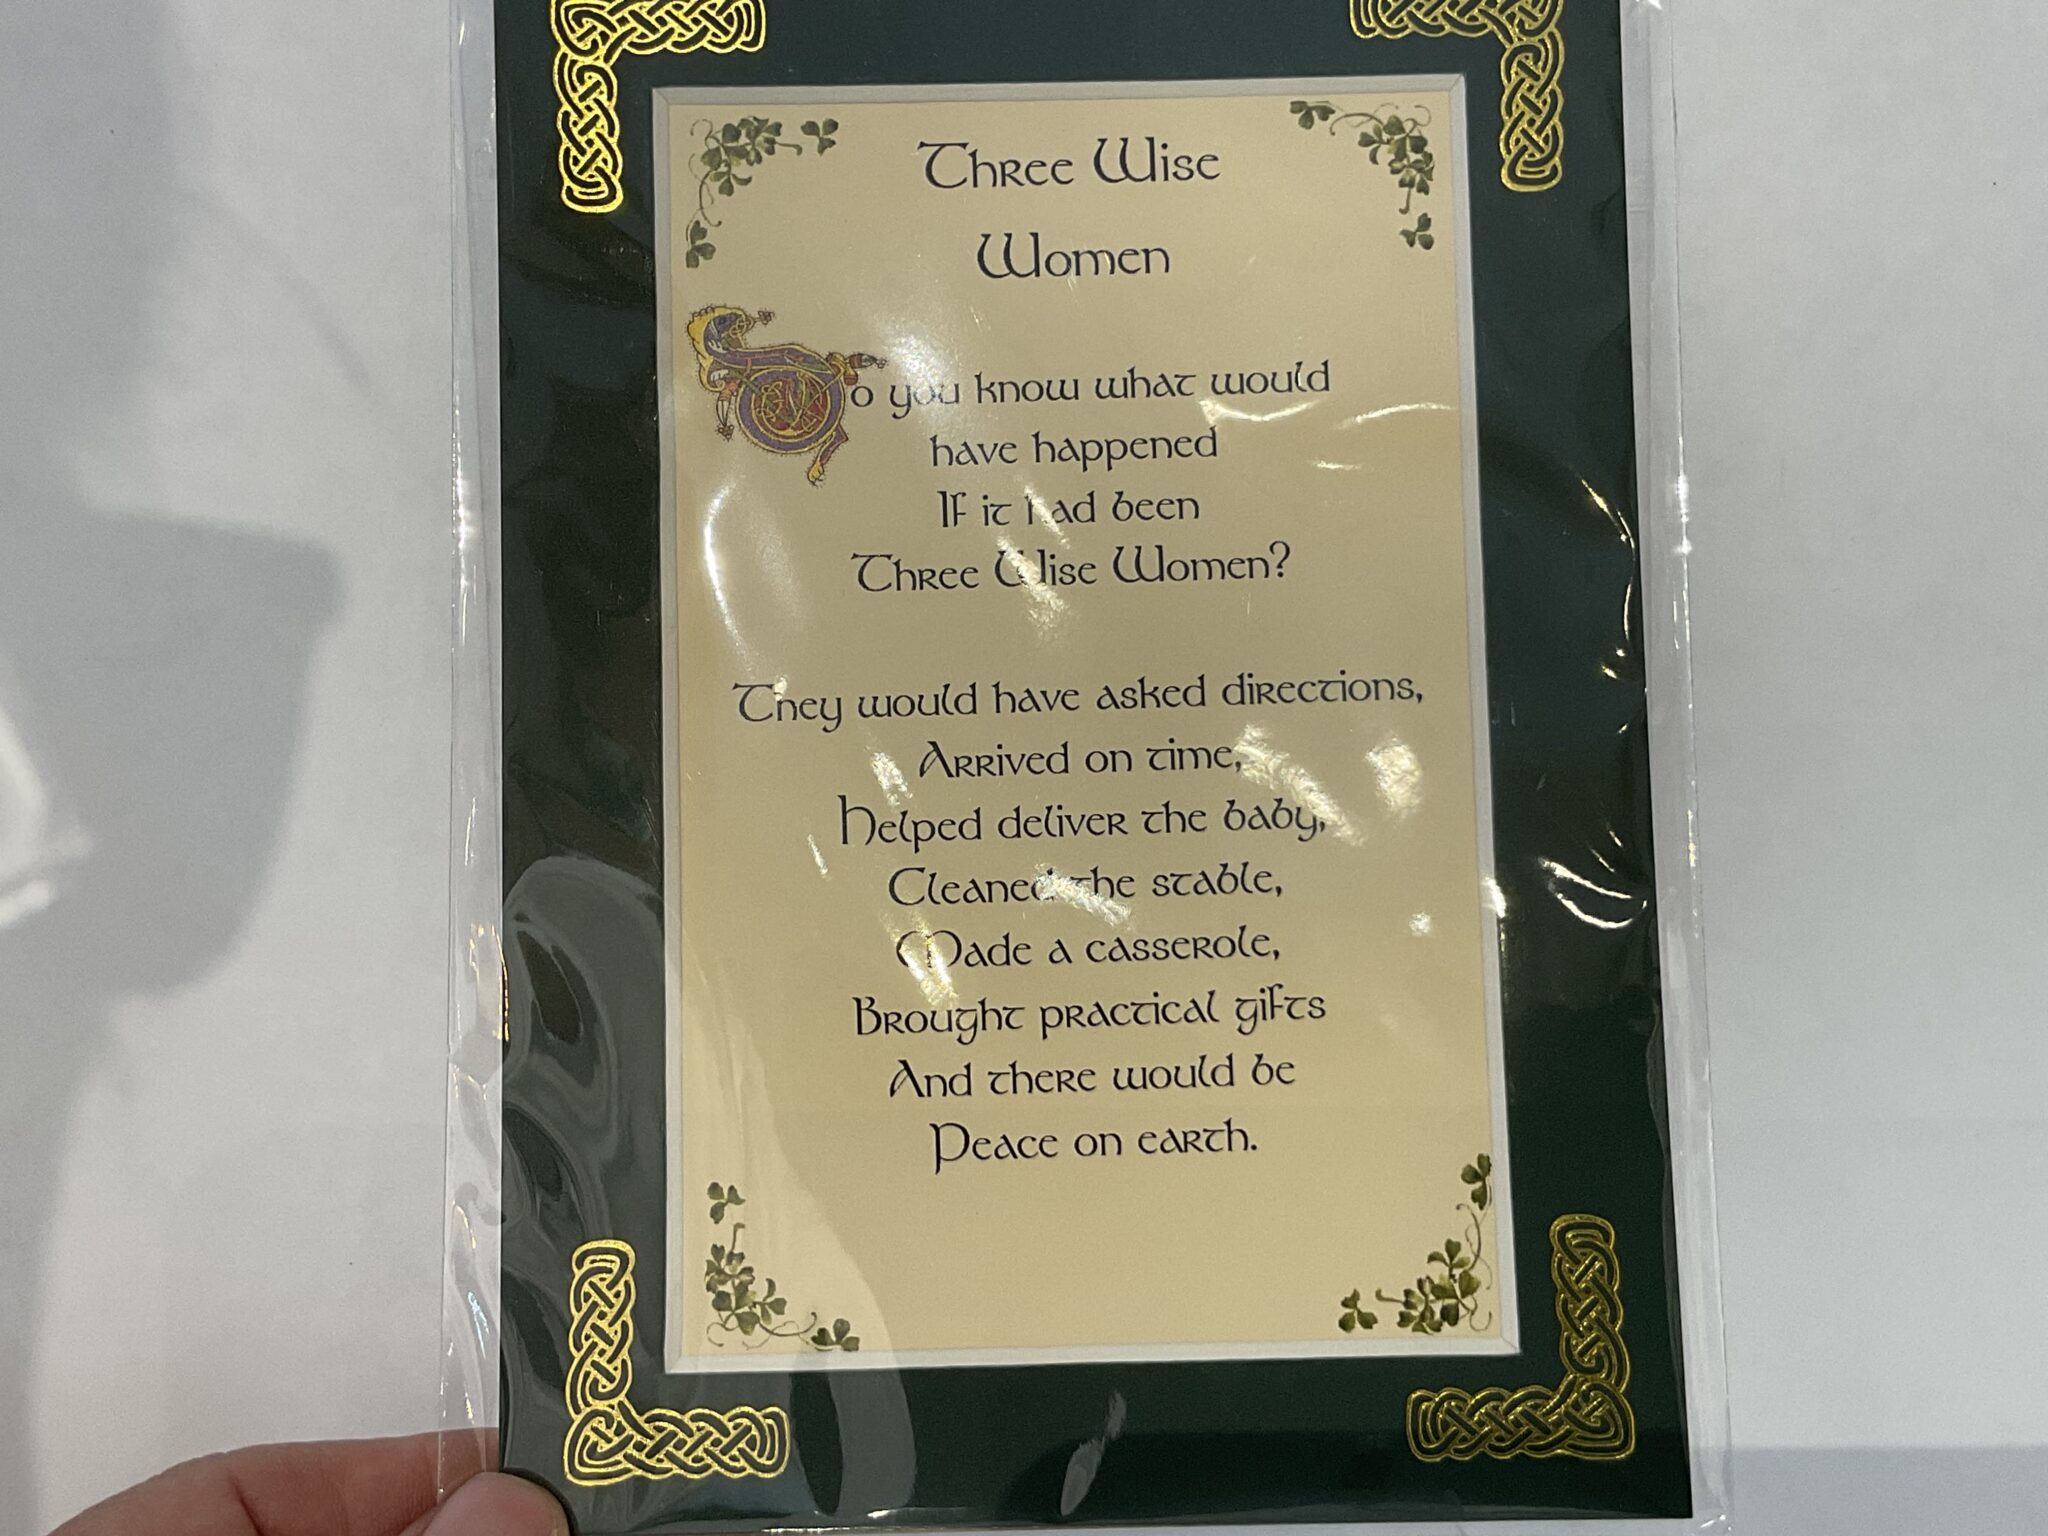 Three Wise
Women
Do you know what would
have happened
If it had been
Three Wise Women?
They would have asked directions,
Arrived on time,
Helped deliver the baby,
Cleaned the stable,
Made a casserole,
Brought practical gifts
And there would be
Peace on earth.